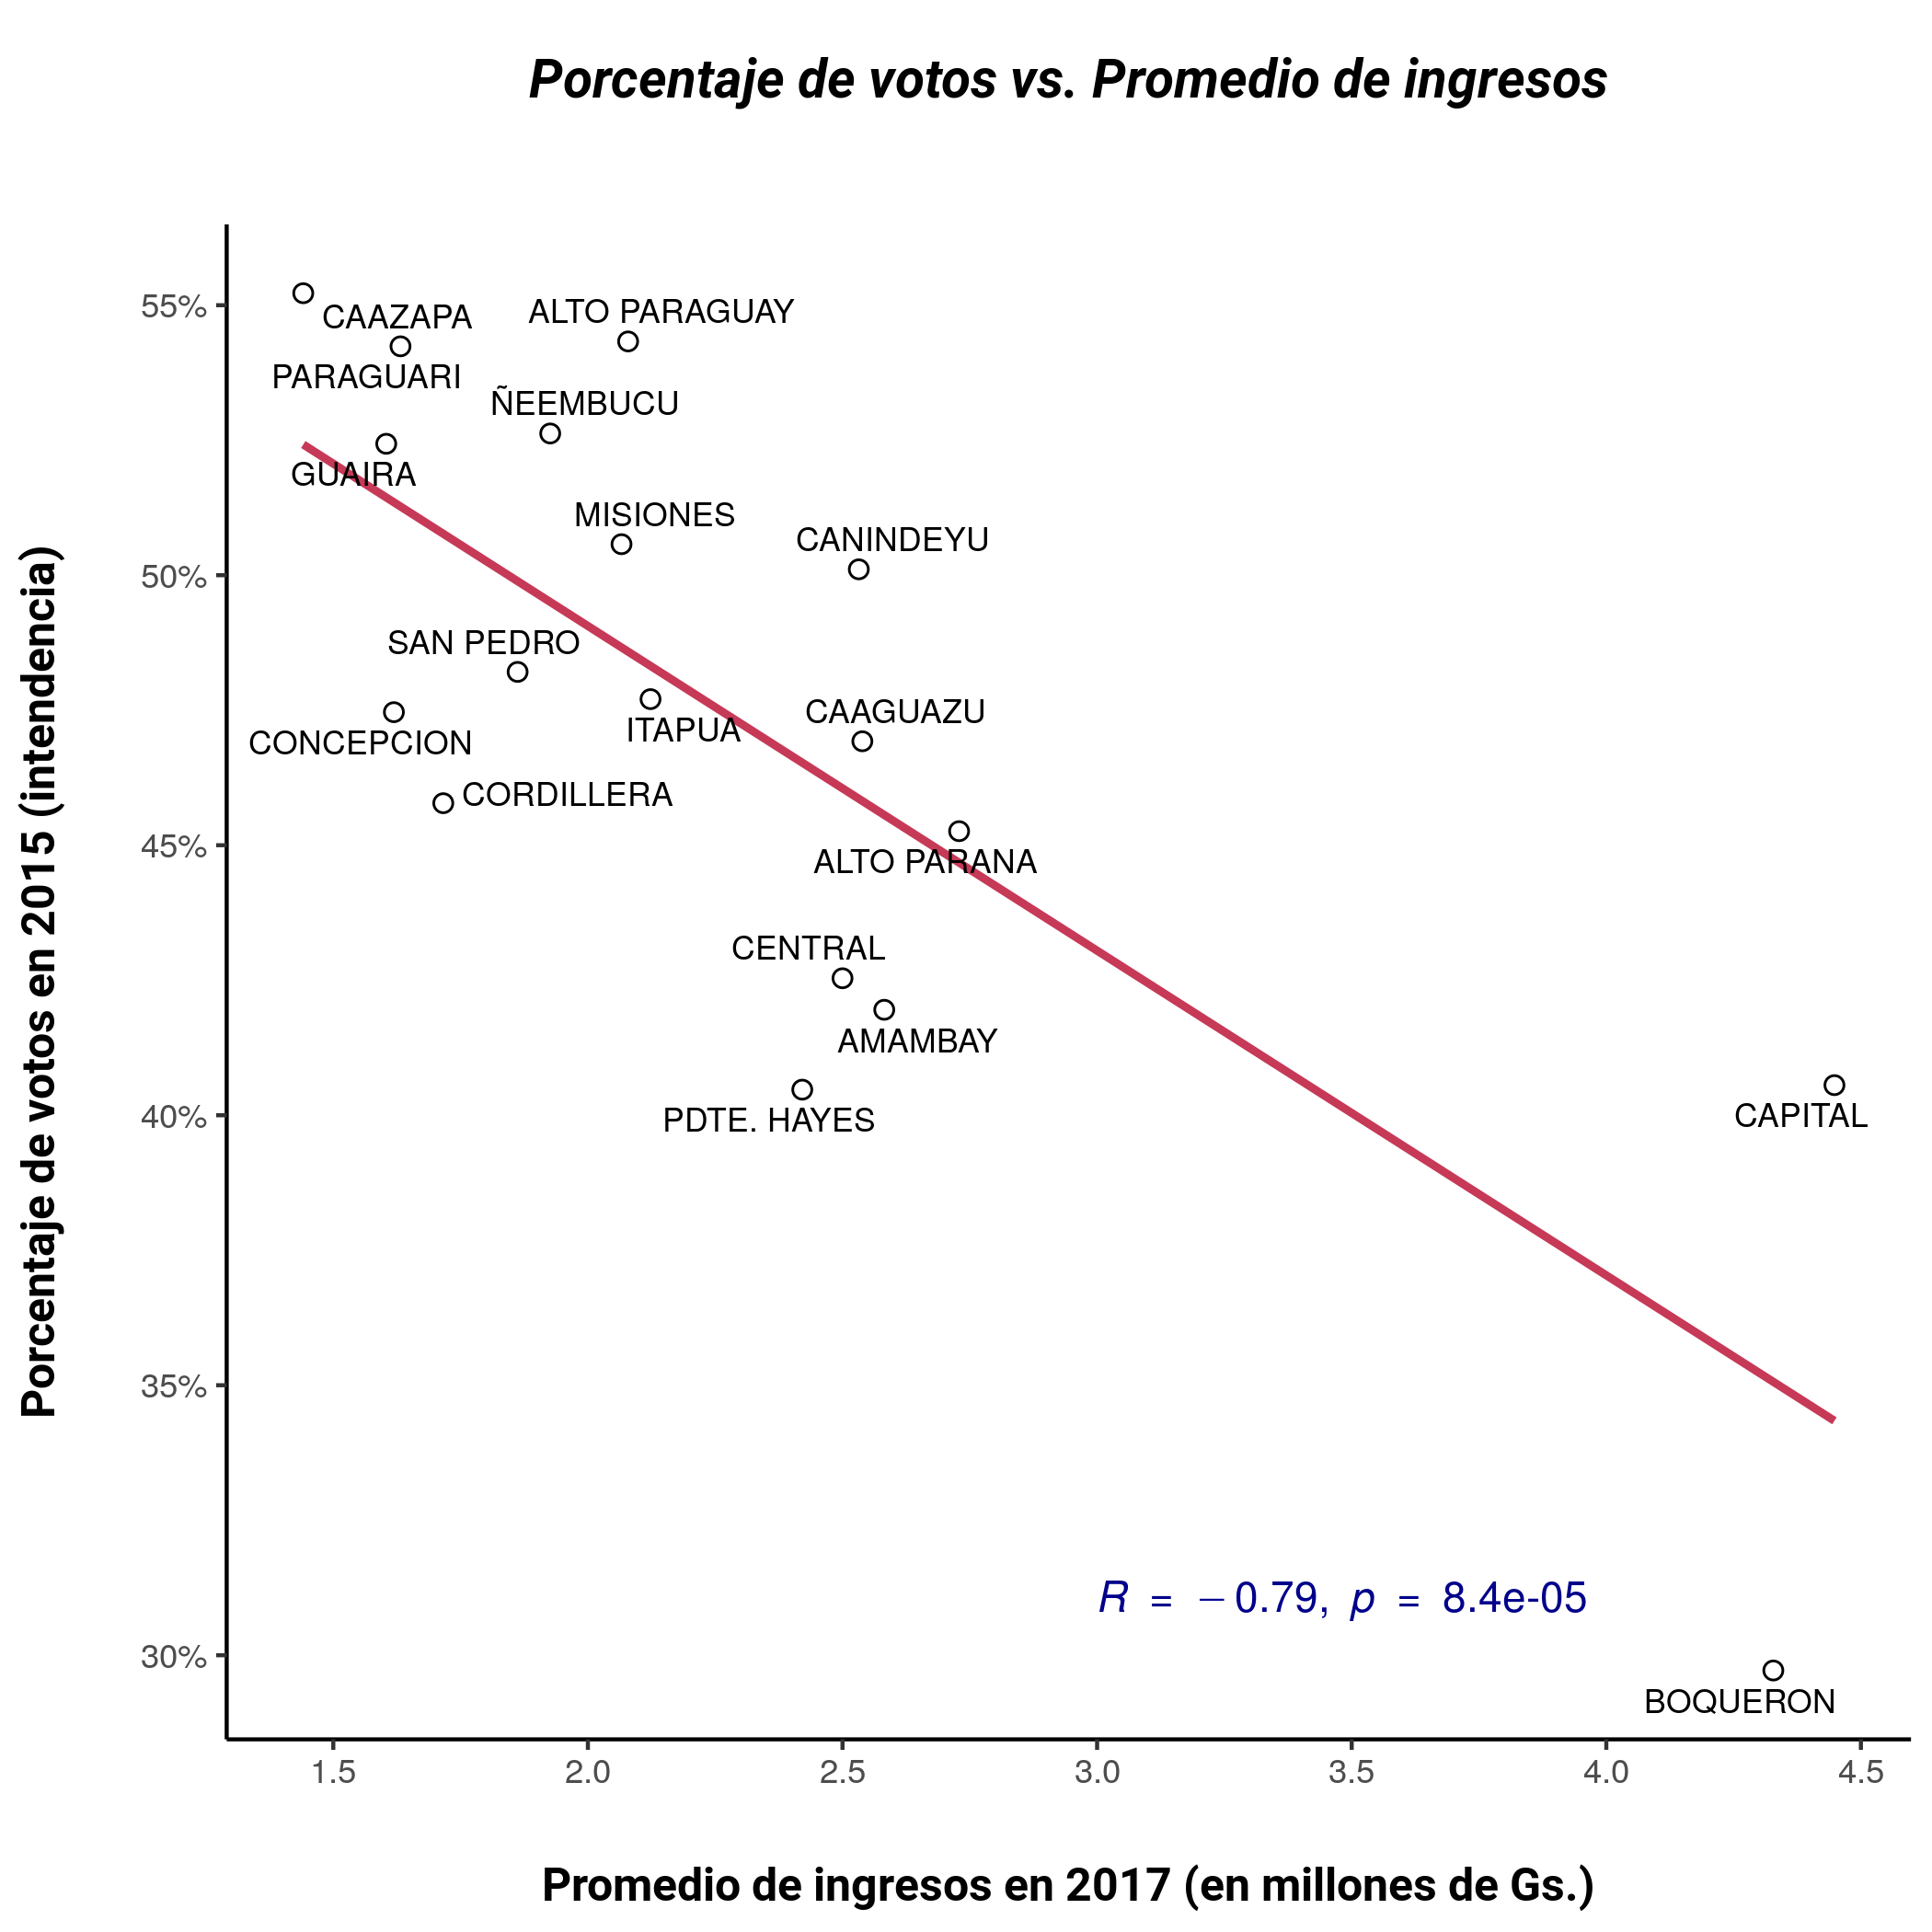 Porcentaje de votos vs. Promedio de ingresos
Porcentaje de votos en 2015 (intendencia)
55%
50%
45%
40%
35%
30%
CAAZAPA
ALTO PARAGUAY
PARAGUARI
ÑEEMBUCU
GUAIRA
MISIONES
CANINDEYU
SAN PEDRO
CAAGUAZU
ITAPUA
CONCEPCION
CORDILLERA
ALTO PARANA
CENTRAL
AMAMBAY
PDTE. HAYES
CAPITAL
R = −0.79, p = 8.4e-05
BOQUERON
1.5 2.0 2.5 3.0 3.5 4.0 4.5
Promedio de ingresos en 2017 (en millones de Gs.)